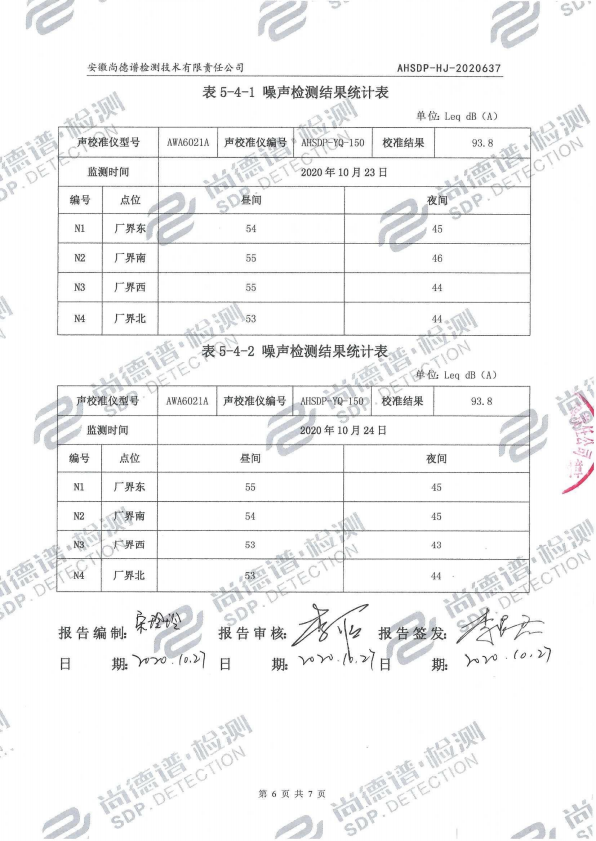 安徽尚德谱检测技术有限责任公司 AHSDP-HJ-2020637
表 5-4-1 噪声检测结果统计表
单位: Leq dB（A）
声校准仪型号 AWA6021A 声校准仪编号 AHSDP-YQ-150 校准结果 93.8
监测时间 2020 年 10 月 23 日
编号 点位 昼间 夜间
N1 厂界东 54 45
N2 厂界南 55 46
N3 厂界西 55 44
N4 厂界北 53 44
表 5-4-2 噪声检测结果统计表
单位: Leq dB（A）
声校准仪型号 AWA6021A 声校准仪编号 AHSDP-YQ-150 校准结果 93.8
监测时间 2020 年 10 月 24 日
编号 点位 昼间 夜间
N1 厂界东 55 45
N2 厂界南 54 45
N3 厂界西 53 43
N4 厂界北 53 44
报告编制: 报告审核: 报告签发:
日 期: 2020.10.27 日 期: 2020.10.27 日 期: 2020.10.27
第 6 页 共 7 页
尚德谱·检测
SDP.DETECTION